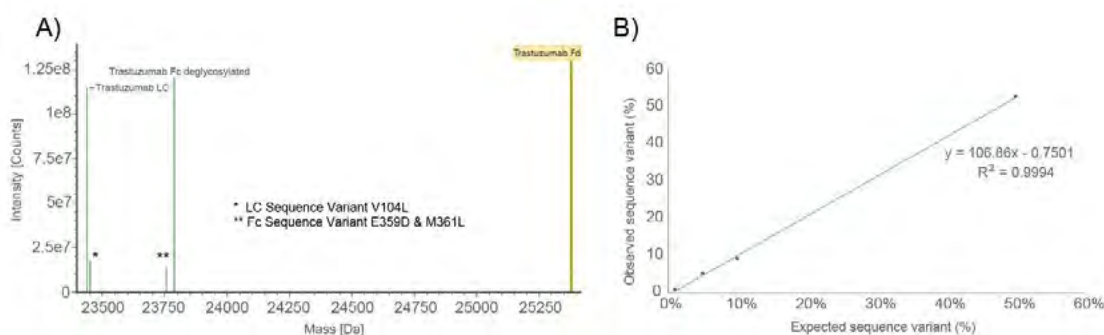 A)
B)
Trastuzumab Fd
Trastuzumab Fc deglycosylated
Trastuzumab LC
1.25e8
1e8
7.5e7
5e7
2.5e7
0
Intensity [Counts]
*
**
* LC Sequence Variant V104L
** Fc Sequence Variant E359D & M361L
23500 23750 24000 24250 24500 24750 25000 25250
Mass [Da]
60
50
40
30
20
10
0
Observed sequence variant (%)
y = 106.86x - 0.7501
R² = 0.9994
0% 10% 20% 30% 40% 50% 60%
Expected sequence variant (%)